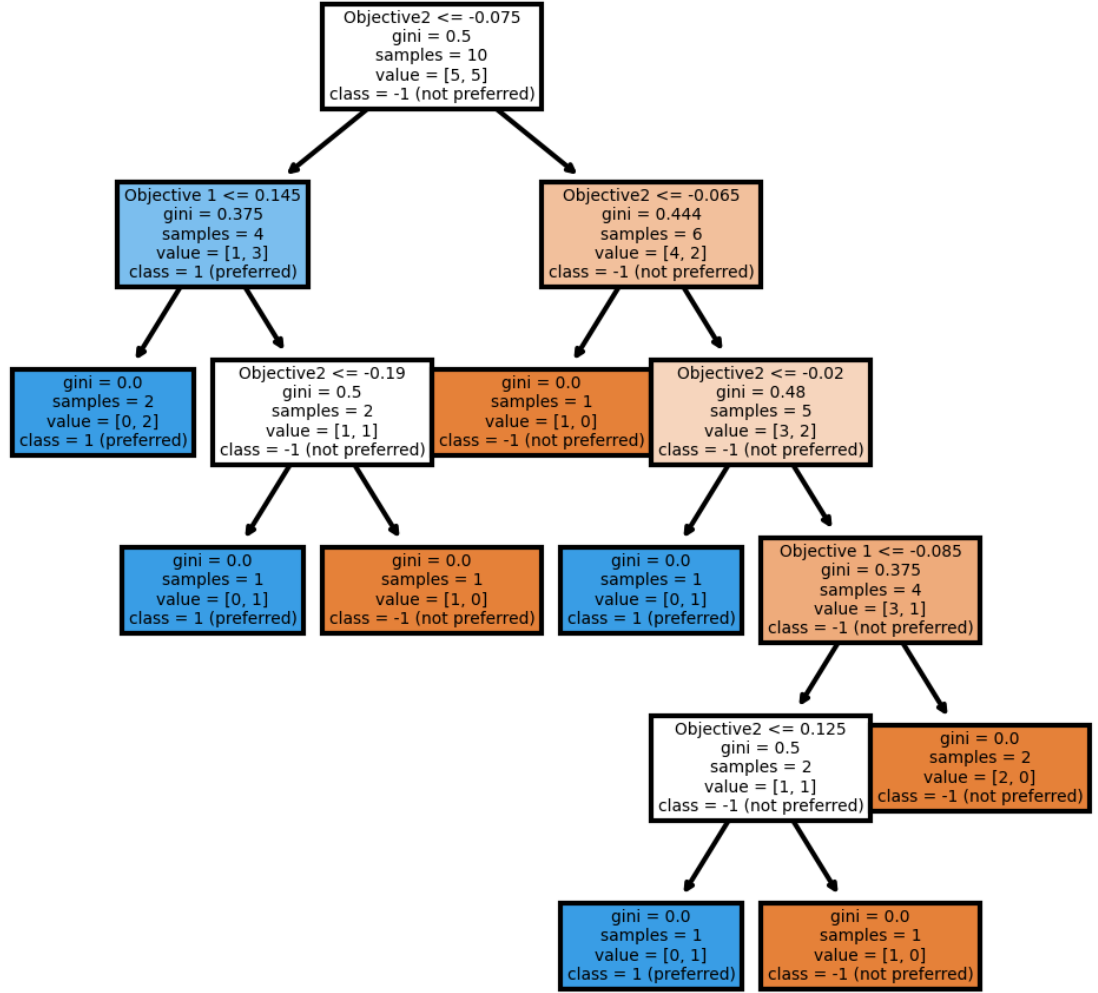 Objective2 <= -0.075
gini = 0.5
samples = 10
value = [5, 5]
class = -1 (not preferred)
Objective 1 <= 0.145
gini = 0.375
samples = 4
value = [1, 3]
class = 1 (preferred)
Objective2 <= -0.065
gini = 0.444
samples = 6
value = [4, 2]
class = -1 (not preferred)
gini = 0.0
samples = 2
value = [0, 2]
class = 1 (preferred)
Objective2 <= -0.19
gini = 0.5
samples = 2
value = [1, 1]
class = -1 (not preferred)
gini = 0.0
samples = 1
value = [1, 0]
class = -1 (not preferred)
Objective2 <= -0.02
gini = 0.48
samples = 5
value = [3, 2]
class = -1 (not preferred)
gini = 0.0
samples = 1
value = [0, 1]
class = 1 (preferred)
gini = 0.0
samples = 1
value = [1, 0]
class = -1 (not preferred)
gini = 0.0
samples = 1
value = [0, 1]
class = 1 (preferred)
Objective 1 <= -0.085
gini = 0.375
samples = 4
value = [3, 1]
class = -1 (not preferred)
Objective2 <= 0.125
gini = 0.5
samples = 2
value = [1, 1]
class = -1 (not preferred)
gini = 0.0
samples = 2
value = [2, 0]
class = -1 (not preferred)
gini = 0.0
samples = 1
value = [0, 1]
class = 1 (preferred)
gini = 0.0
samples = 1
value = [1, 0]
class = -1 (not preferred)